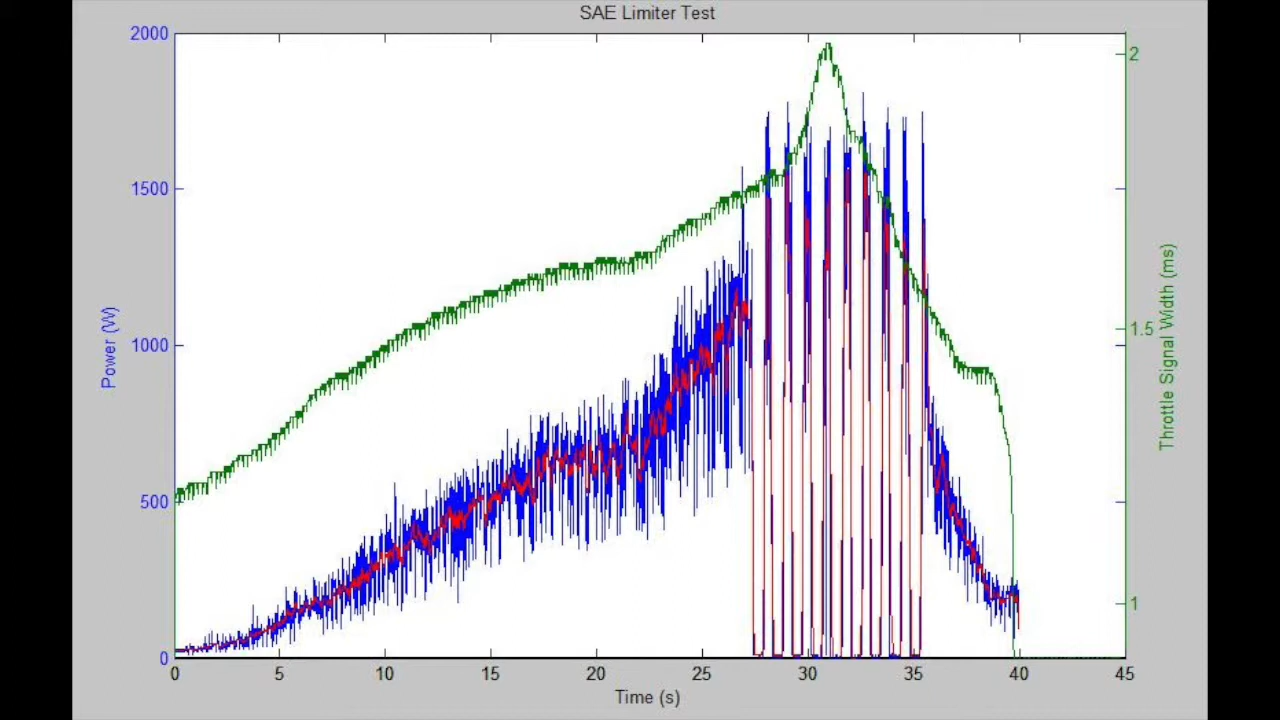 SAE Limiter Test
2000
1500
1000
500
0
Power (W)
2
1.5
1
Throttle Signal Width (ms)
0 5 10 15 20 25 30 35 40 45
Time (s)